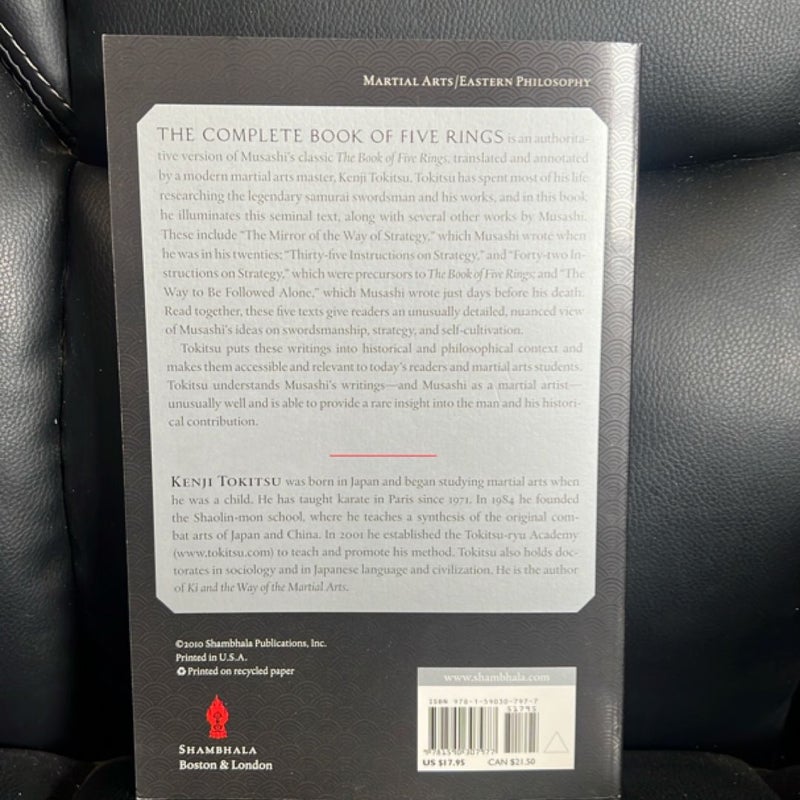 MARTIAL ARTS/EASTERN PHILOSOPHY
THE COMPLETE BOOK OF FIVE RINGS is an authorita-
tive version of Musashi's classic The Book of Five Rings, translated and annotated
by a modern martial arts master, Kenji Tokitsu. Tokitsu has spent most of his life
researching the legendary samurai swordsman and his works, and in this book
he illuminates this seminal text, along with several other works by Musashi.
These include "The Mirror of the Way of Strategy," which Musashi wrote when
he was in his twenties; "Thirty-five Instructions on Strategy," and "Forty-two In-
structions on Strategy," which were precursors to The Book of Five Rings; and "The
Way to Be Followed Alone," which Musashi wrote just days before his death.
Read together, these five texts give readers an unusually detailed, nuanced view
of Musashi's ideas on swordsmanship, strategy, and self-cultivation.
Tokitsu puts these writings into historical and philosophical context and
makes them accessible and relevant to today's readers and martial arts students.
Tokitsu understands Musashi's writings—and Musashi as a martial artist—
unusually well and is able to provide a rare insight into the man and his histori-
cal contribution.
KENJI TOKITSU was born in Japan and began studying martial arts when
he was a child. He has taught karate in Paris since 1971. In 1984 he founded
the Shaolin-mon school, where he teaches a synthesis of the original com-
bat arts of Japan and China. In 2001 he established the Tokitsu-ryu Academy
(www.tokitsu.com) to teach and promote his method. Tokitsu also holds doc-
torates in sociology and in Japanese language and civilization. He is the author
of Ki and the Way of the Martial Arts.
©2010 Shambhala Publications, Inc.
Printed in U.S.A.
♻ Printed on recycled paper
SHAMBHALA
Boston & London
www.shambhala.com
ISBN 978-1-59030-797-7
51795
9781590307977
US $17.95 CAN $21.50